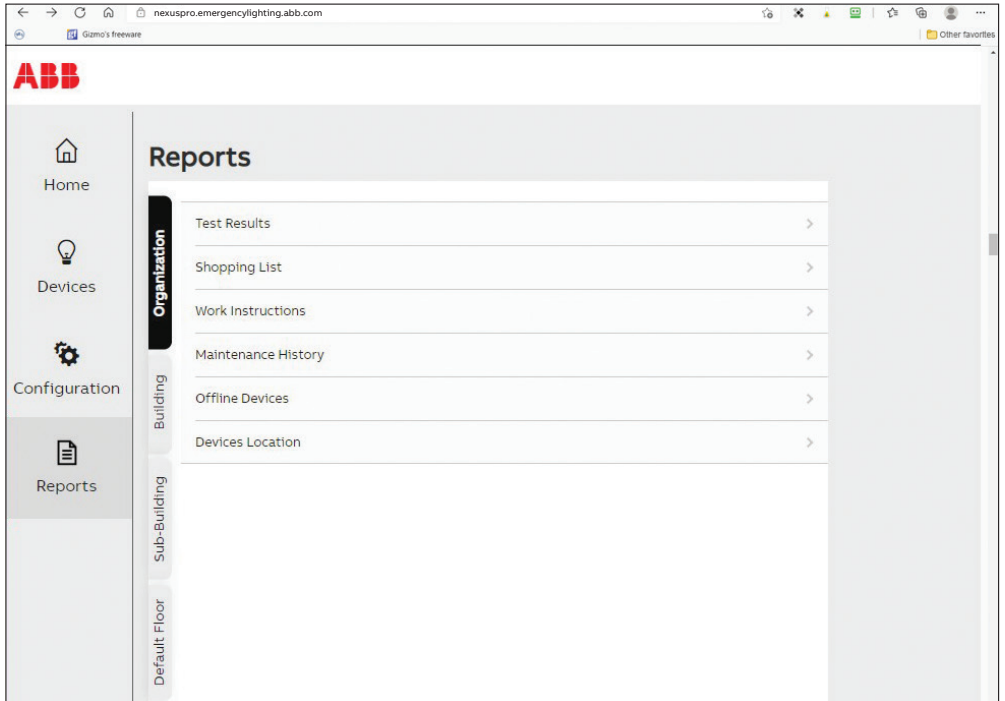 nexuspro.emergencylighting.abb.com
Gizmo's freeware
Other favorites
ABB
Home
Devices
Configuration
Reports
Reports
Organization
Building
Sub-Building
Default Floor
Test Results
Shopping List
Work Instructions
Maintenance History
Offline Devices
Devices Location